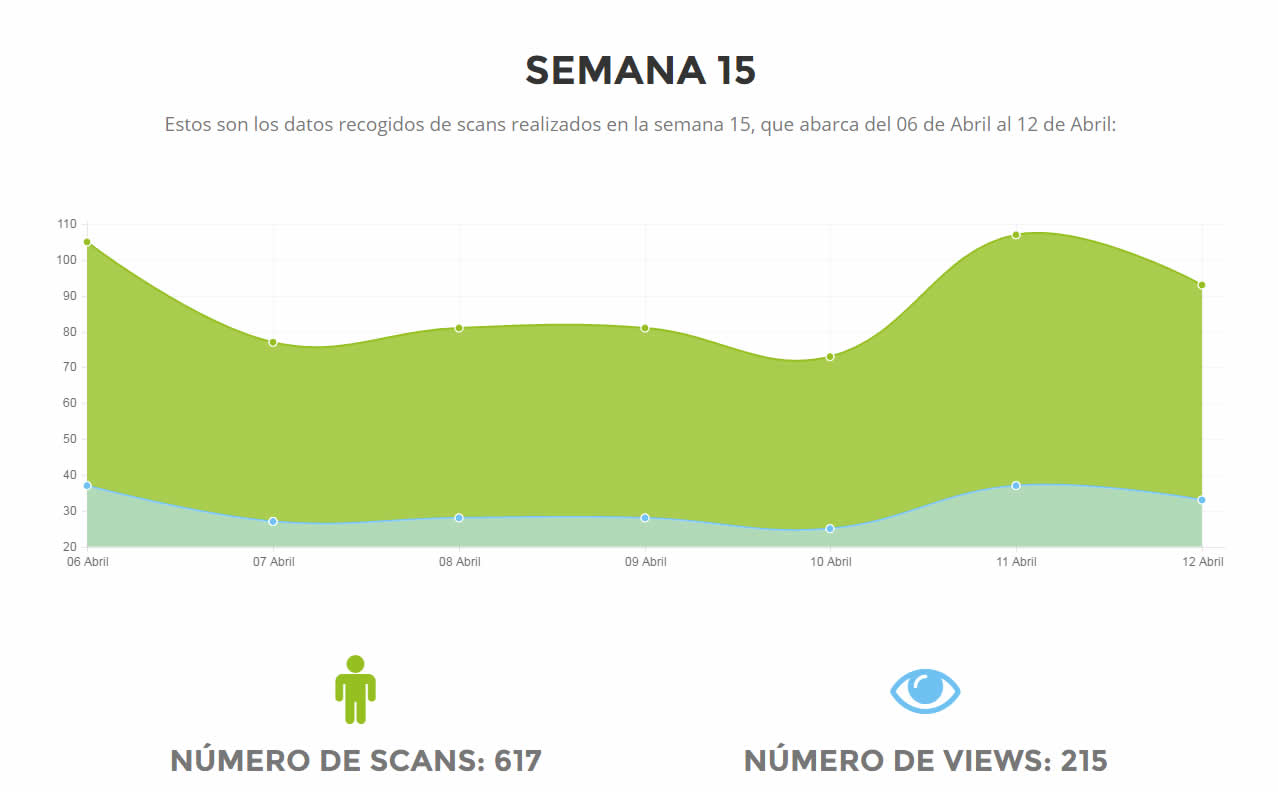 SEMANA 15
Estos son los datos recogidos de scans realizados en la semana 15, que abarca del 06 de Abril al 12 de Abril:
110
100
90
80
70
60
50
40
30
20
06 Abril 07 Abril 08 Abril 09 Abril 10 Abril 11 Abril 12 Abril
NÚMERO DE SCANS: 617 NÚMERO DE VIEWS: 215